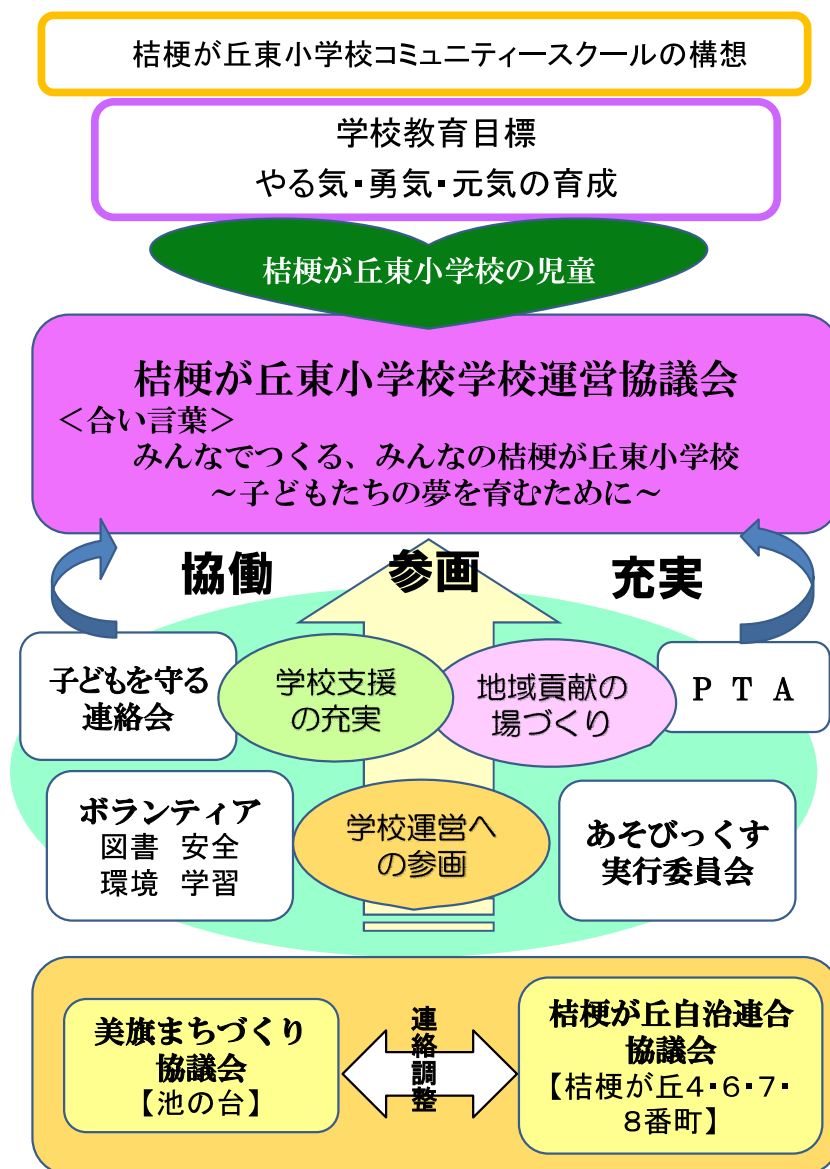 桔梗が丘東小学校コミュニティースクールの構想
学校教育目標
やる気・勇気・元気の育成
桔梗が丘東小学校の児童
桔梗が丘東小学校学校運営協議会
＜合い言葉＞
みんなでつくる、みんなの桔梗が丘東小学校
～子どもたちの夢を育むために～
協働
参画
充実
子どもを守る
連絡会
学校支援
の充実
地域貢献の
場づくり
ＰＴＡ
ボランティア
図書　安全
環境　学習
学校運営へ
の参画
あそびっくす
実行委員会
美旗まちづくり
協議会
【池の台】
連絡調整
桔梗が丘自治連合
協議会
【桔梗が丘4・6・7・
8番町】